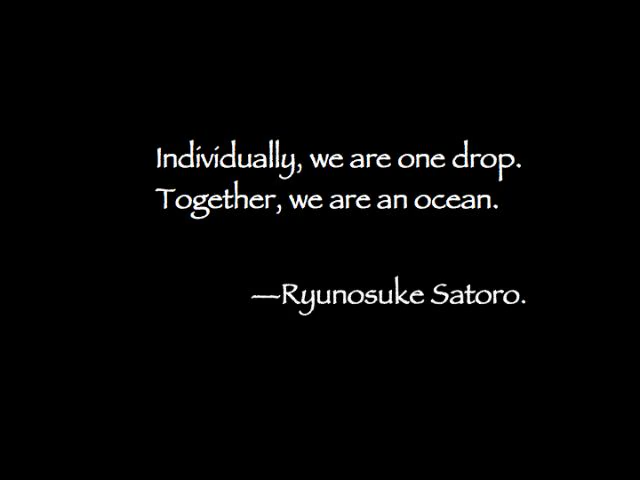 Individually, we are one drop.
Together, we are an ocean.
—Ryunosuke Satoro.